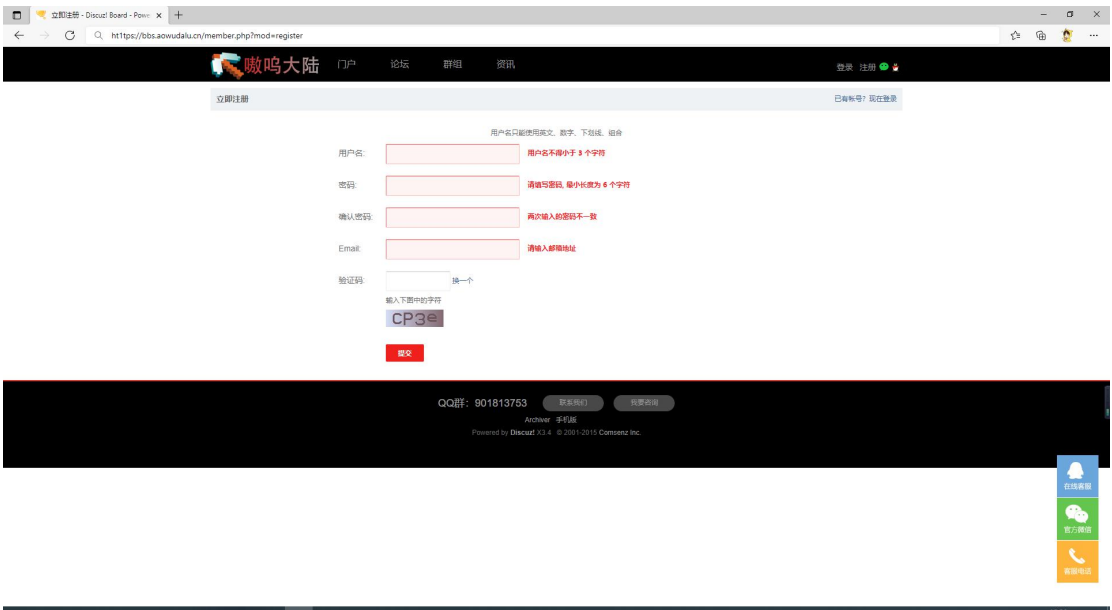 立即注册 - Discuz! Board - Powe
ht1tps://bbs.aowudalu.cn/member.php?mod=register
嗷呜大陆 门户 论坛 群组 资讯 登录 注册
立即注册 已有帐号? 现在登录
用户名只能使用英文、数字、下划线、组合
用户名: 用户名不得小于 3 个字符
密码: 请填写密码, 最小长度为 6 个字符
确认密码: 两次输入的密码不一致
Email: 请输入邮箱地址
验证码: 换一个
输入下图中的字符
CP3e
提交
QQ群：901813753 联系我们 我要咨询
Archiver 手机版
Powered by Discuz! X3.4 © 2001-2015 Comsenz Inc.
在线客服
官方微信
客服电话